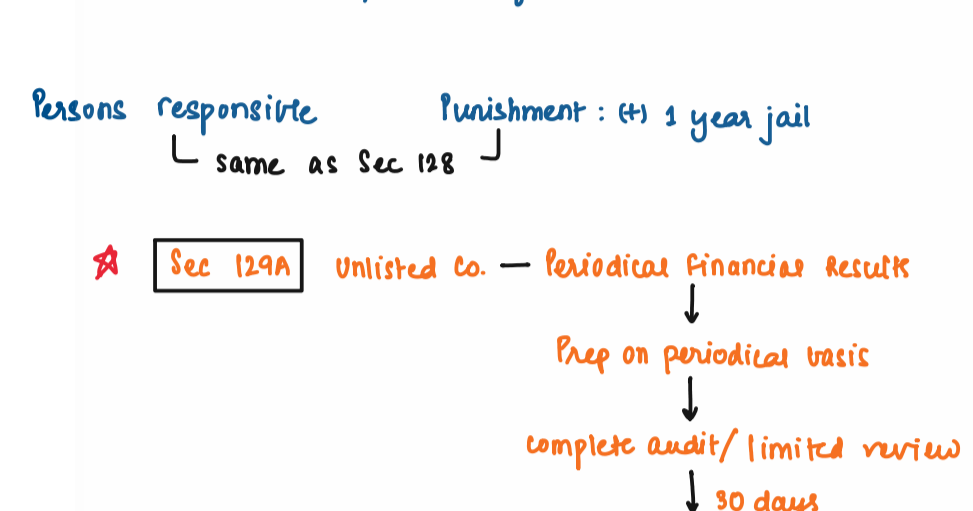 Persons responsible Punishment : (+) 1 year jail
same as Sec 128
Sec 129A Unlisted Co. — Periodical Financial Results
Prep on periodical basis
complete audit/limited review
30 days